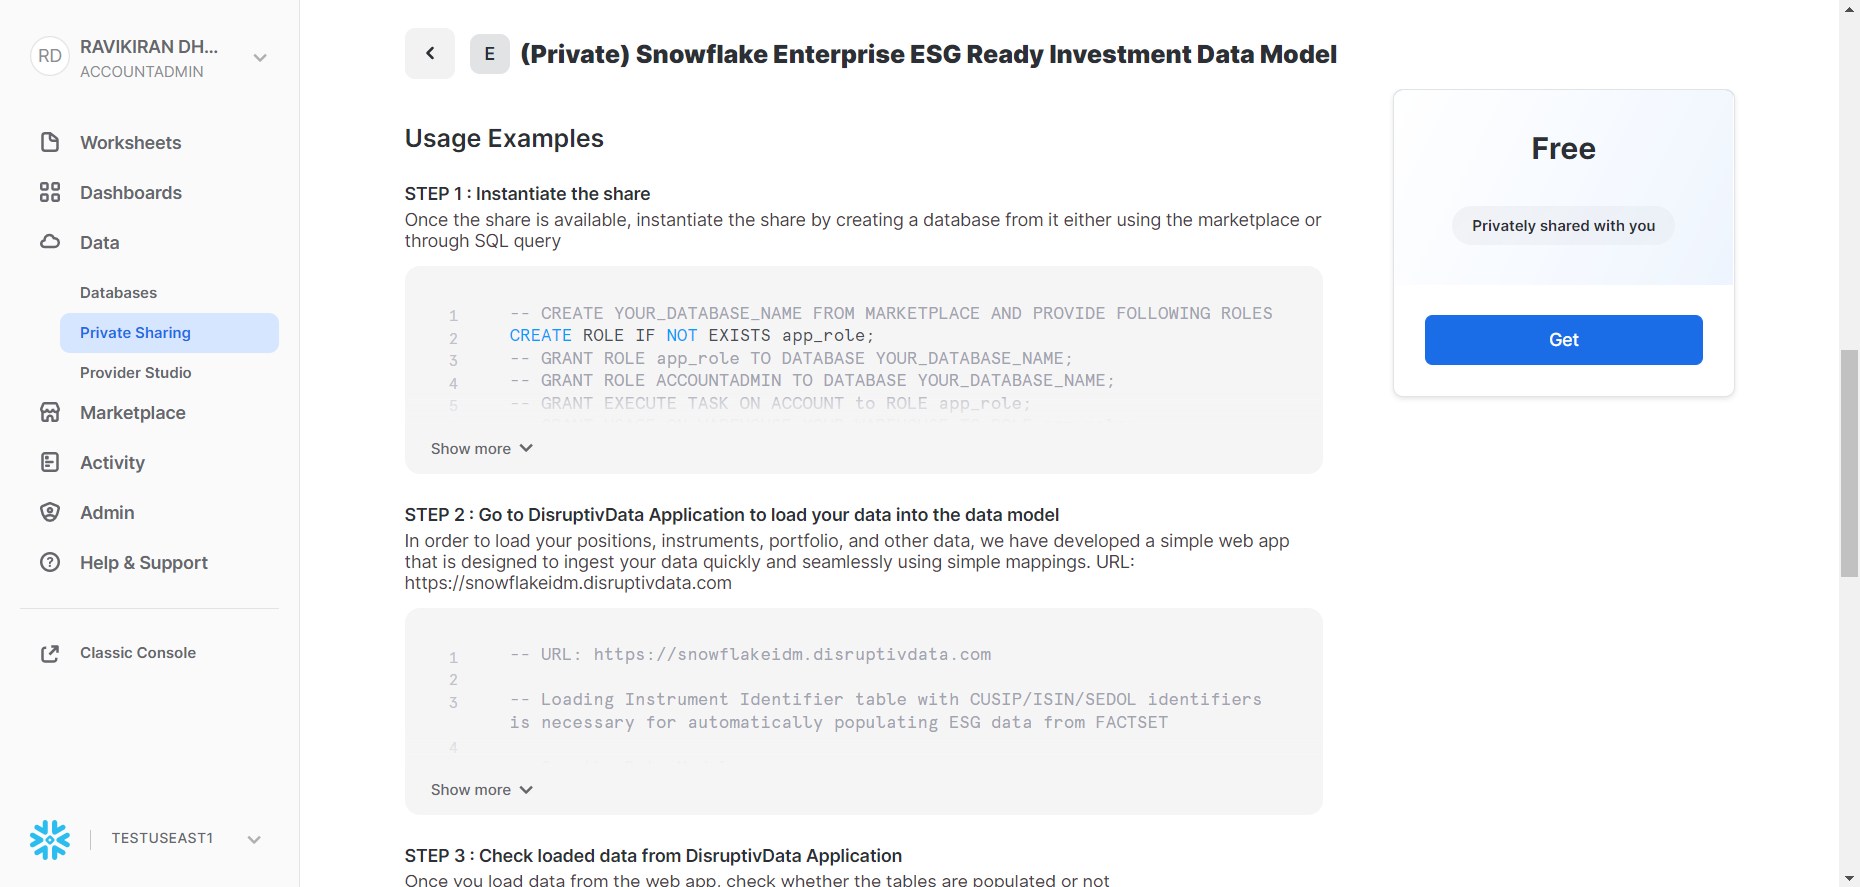 RD
RAVIKIRAN DH...
ACCOUNTADMIN
Worksheets
Dashboards
Data
Databases
Private Sharing
Provider Studio
Marketplace
Activity
Admin
Help & Support
Classic Console
TESTUSEAST1
E
(Private) Snowflake Enterprise ESG Ready Investment Data Model
Usage Examples
STEP 1 : Instantiate the share
Once the share is available, instantiate the share by creating a database from it either using the marketplace or
through SQL query
1 -- CREATE YOUR_DATABASE_NAME FROM MARKETPLACE AND PROVIDE FOLLOWING ROLES
2 CREATE ROLE IF NOT EXISTS app_role;
3 -- GRANT ROLE app_role TO DATABASE YOUR_DATABASE_NAME;
4 -- GRANT ROLE ACCOUNTADMIN TO DATABASE YOUR_DATABASE_NAME;
5 -- GRANT EXECUTE TASK ON ACCOUNT to ROLE app_role;
Show more
STEP 2 : Go to DisruptivData Application to load your data into the data model
In order to load your positions, instruments, portfolio, and other data, we have developed a simple web app
that is designed to ingest your data quickly and seamlessly using simple mappings. URL:
https://snowflakeidm.disruptivdata.com
1 -- URL: https://snowflakeidm.disruptivdata.com
2
3 -- Loading Instrument Identifier table with CUSIP/ISIN/SEDOL identifiers
is necessary for automatically populating ESG data from FACTSET
4
Show more
STEP 3 : Check loaded data from DisruptivData Application
Once you load data from the web app, check whether the tables are populated or not
Free
Privately shared with you
Get